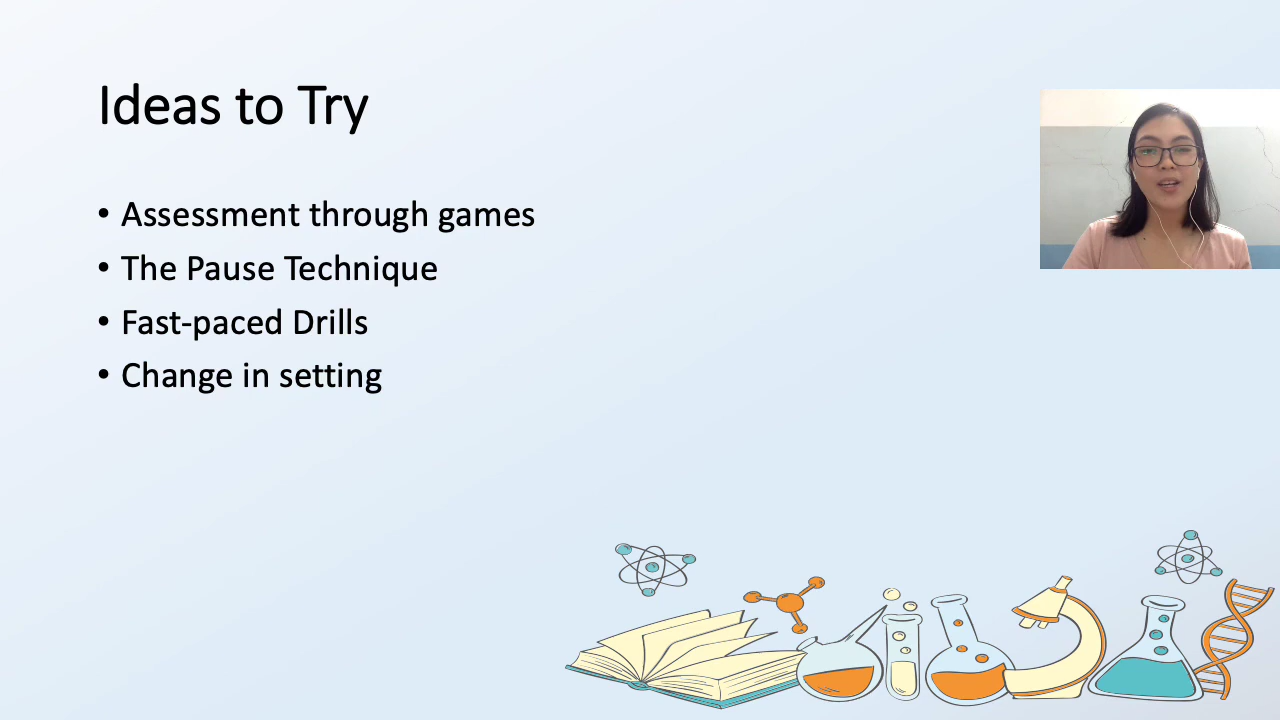 Ideas to Try
• Assessment through games
• The Pause Technique
• Fast-paced Drills
• Change in setting